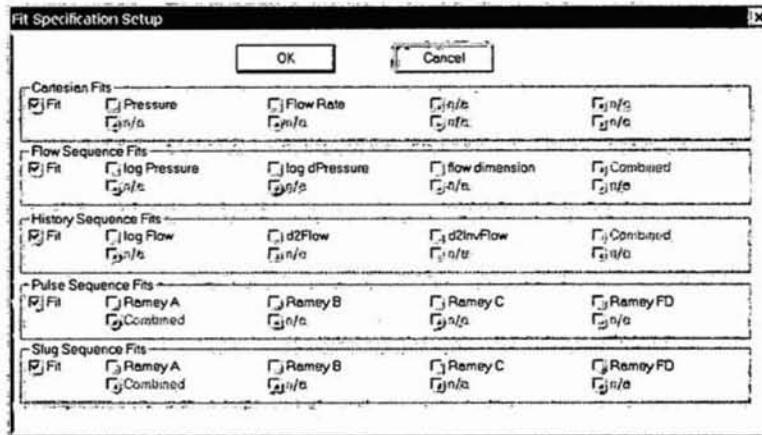 Fit Specification Setup
OK Cancel
Cartesian Fits
Fit Pressure Flow Rate n/a n/a
n/a n/a n/a n/a
Flow Sequence Fits
Fit log Pressure log dPressure flow dimension Combined
n/a n/a n/a n/a
History Sequence Fits
Fit log Flow d2Flow d2InvFlow Combined
n/a n/a n/a n/a
Pulse Sequence Fits
Fit Ramey A Ramey B Ramey C Ramey FD
Combined n/a n/a n/a
Slug Sequence Fits
Fit Ramey A Ramey B Ramey C Ramey FD
Combined n/a n/a n/a